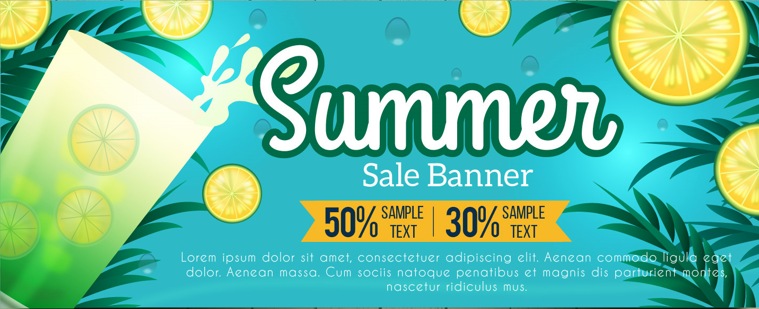 Summer
Sale Banner
50% SAMPLE TEXT 30% SAMPLE TEXT
Lorem ipsum dolor sit amet, consectetuer adipiscing elit. Aenean commodo ligula eget
dolor. Aenean massa. Cum sociis natoque penatibus et magnis dis parturient montes,
nascetur ridiculus mus.